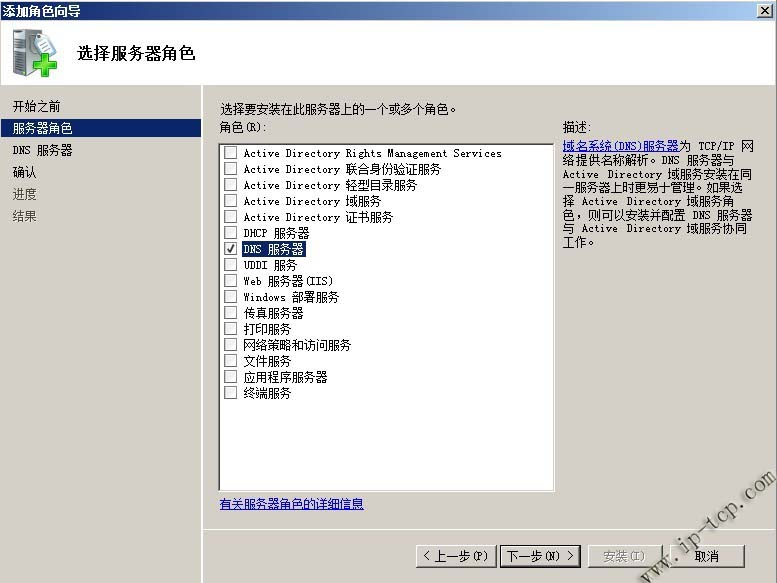 添加角色向导
选择服务器角色
开始之前
服务器角色
DNS 服务器
确认
进度
结果
选择要安装在此服务器上的一个或多个角色。
角色(R):
Active Directory Rights Management Services
Active Directory 联合身份验证服务
Active Directory 轻型目录服务
Active Directory 域服务
Active Directory 证书服务
DHCP 服务器
DNS 服务器
UDDI 服务
Web 服务器(IIS)
Windows 部署服务
传真服务器
打印服务
网络策略和访问服务
文件服务
应用程序服务器
终端服务
有关服务器角色的详细信息
描述:
域名系统(DNS)服务器为 TCP/IP 网
络提供名称解析。DNS 服务器与
Active Directory 域服务安装在同
一服务器上时更易于管理。如果选
择 Active Directory 域服务角
色，则可以安装并配置 DNS 服务器
与 Active Directory 域服务协同
工作。
< 上一步(P)
下一步(N) >
安装(I)
取消
www.ip-tcp.com